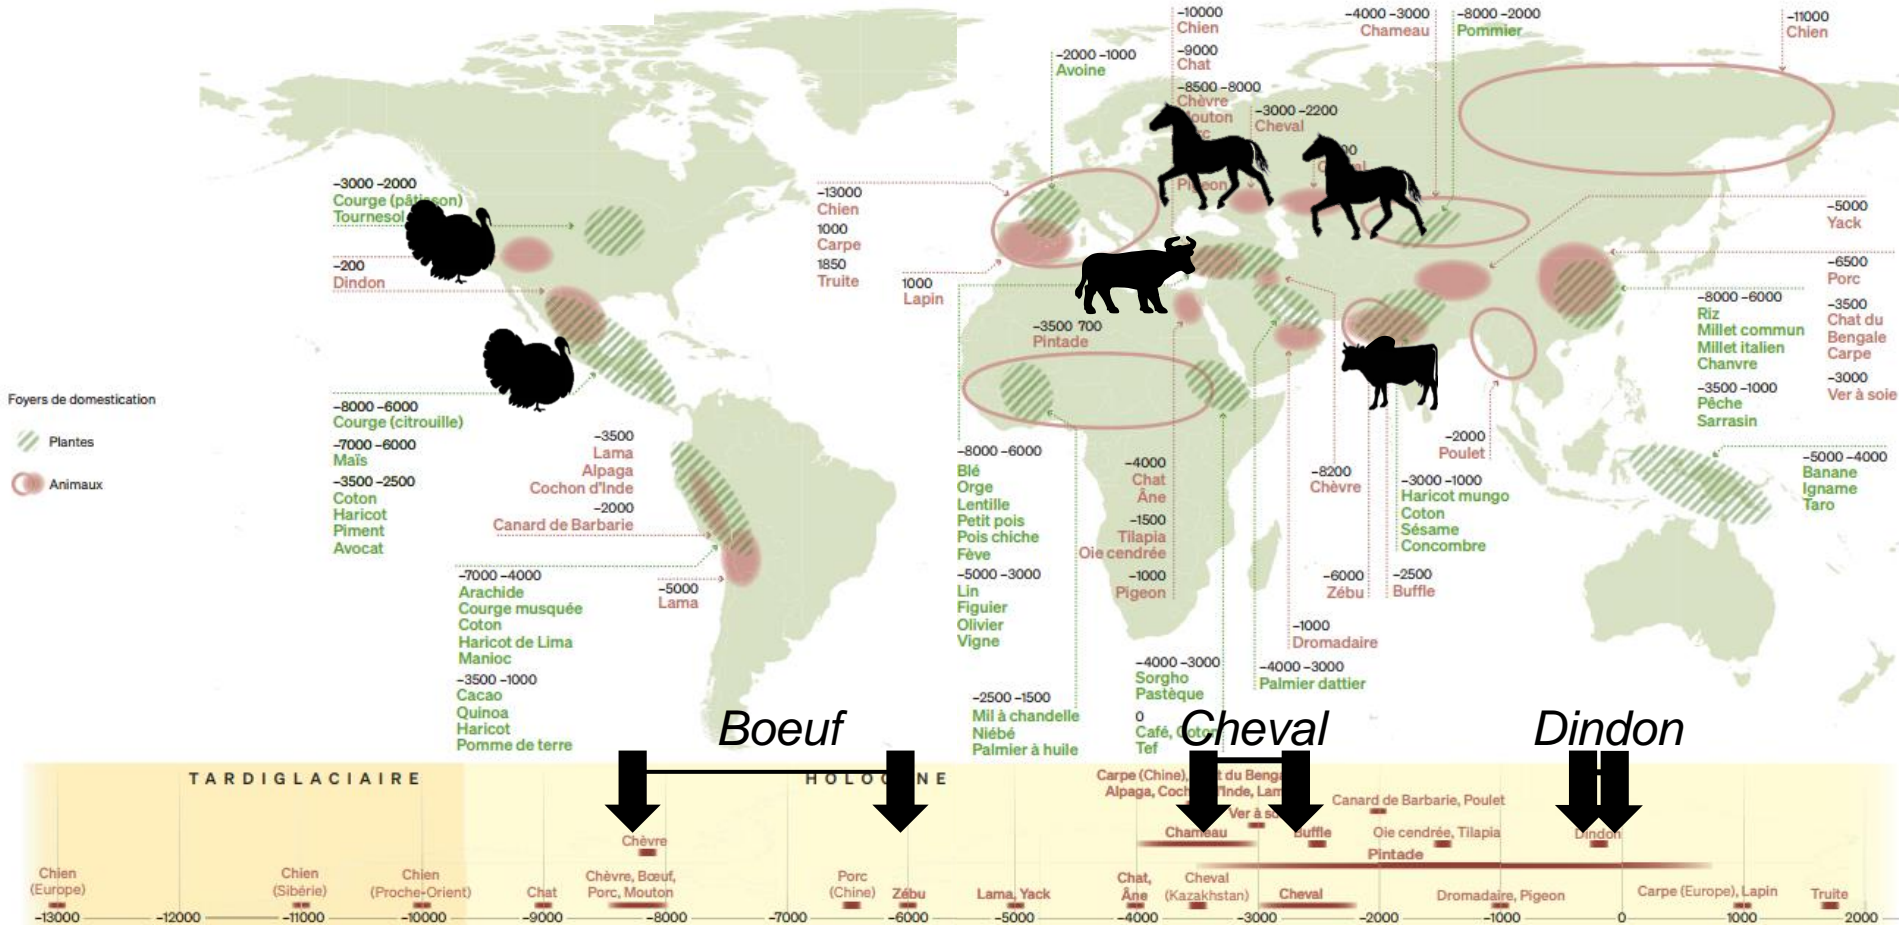 -10000
Chien
-9000
Chat
-8500 -8000
Chèvre
Pigeon
-3000 -2200
Cheval
-4000 -3000
Chameau
-8000 -2000
Pommier
-11000
Chien
-2000 -1000
Avoine
-3000 -2000
Courge (pâtisson)
Tournesol
-200
Dindon
-13000
Chien
1000
Carpe
1850
Truite
1000
Lapin
-3500 700
Pintade
-5000
Yack
-6500
Porc
-3500
Chat du
Bengale
Carpe
-3000
Ver à soie
-8000 -6000
Riz
Millet commun
Millet italien
Chanvre
-3500 -1000
Pêche
Sarrasin
Foyers de domestication
Plantes
Animaux
-8000 -6000
Courge (citrouille)
-7000 -6000
Maïs
-3500 -2500
Coton
Haricot
Piment
Avocat
-3500
Lama
Alpaga
Cochon d'Inde
-2000
Canard de Barbarie
-7000 -4000
Arachide
Courge musquée
Coton
Haricot de Lima
Manioc
-3500 -1000
Cacao
Quinoa
Haricot
Pomme de terre
-5000
Lama
-8000 -6000
Blé
Orge
Lentille
Petit pois
Pois chiche
Fève
-5000 -3000
Lin
Figuier
Olivier
Vigne
-2500 -1500
Mil à chandelle
Niébé
Palmier à huile
-4000
Chat
Âne
-1500
Tilapia
Oie cendrée
-1000
Pigeon
-4000 -3000
Sorgho
Pastèque
0
Café, Coton
Tef
-4000 -3000
Palmier dattier
-1000
Dromadaire
-8200
Chèvre
-6000
Zébu
-2500
Buffle
-3000 -1000
Haricot mungo
Coton
Sésame
Concombre
-2000
Poulet
-5000 -4000
Banane
Igname
Taro
Boeuf
Cheval
Dindon
TARDIGLACIAIRE
HOLOCÈNE
Carpe (Chine), Chat du Bengale
Alpaga, Cochon d'Inde, Lama
Ver à soie
Canard de Barbarie, Poulet
Chèvre
Chameau
Buffle
Oie cendrée, Tilapia
Dindon
Pintade
Chien
(Europe)
Chien
(Sibérie)
Chien
(Proche-Orient)
Chat
Chèvre, Bœuf,
Porc, Mouton
Porc
(Chine)
Zébu
Lama, Yack
Chat,
Âne
Cheval
(Kazakhstan)
Cheval
Dromadaire, Pigeon
Carpe (Europe), Lapin
Truite
-13000 -12000 -11000 -10000 -9000 -8000 -7000 -6000 -5000 -4000 -3000 -2000 -1000 0 1000 2000